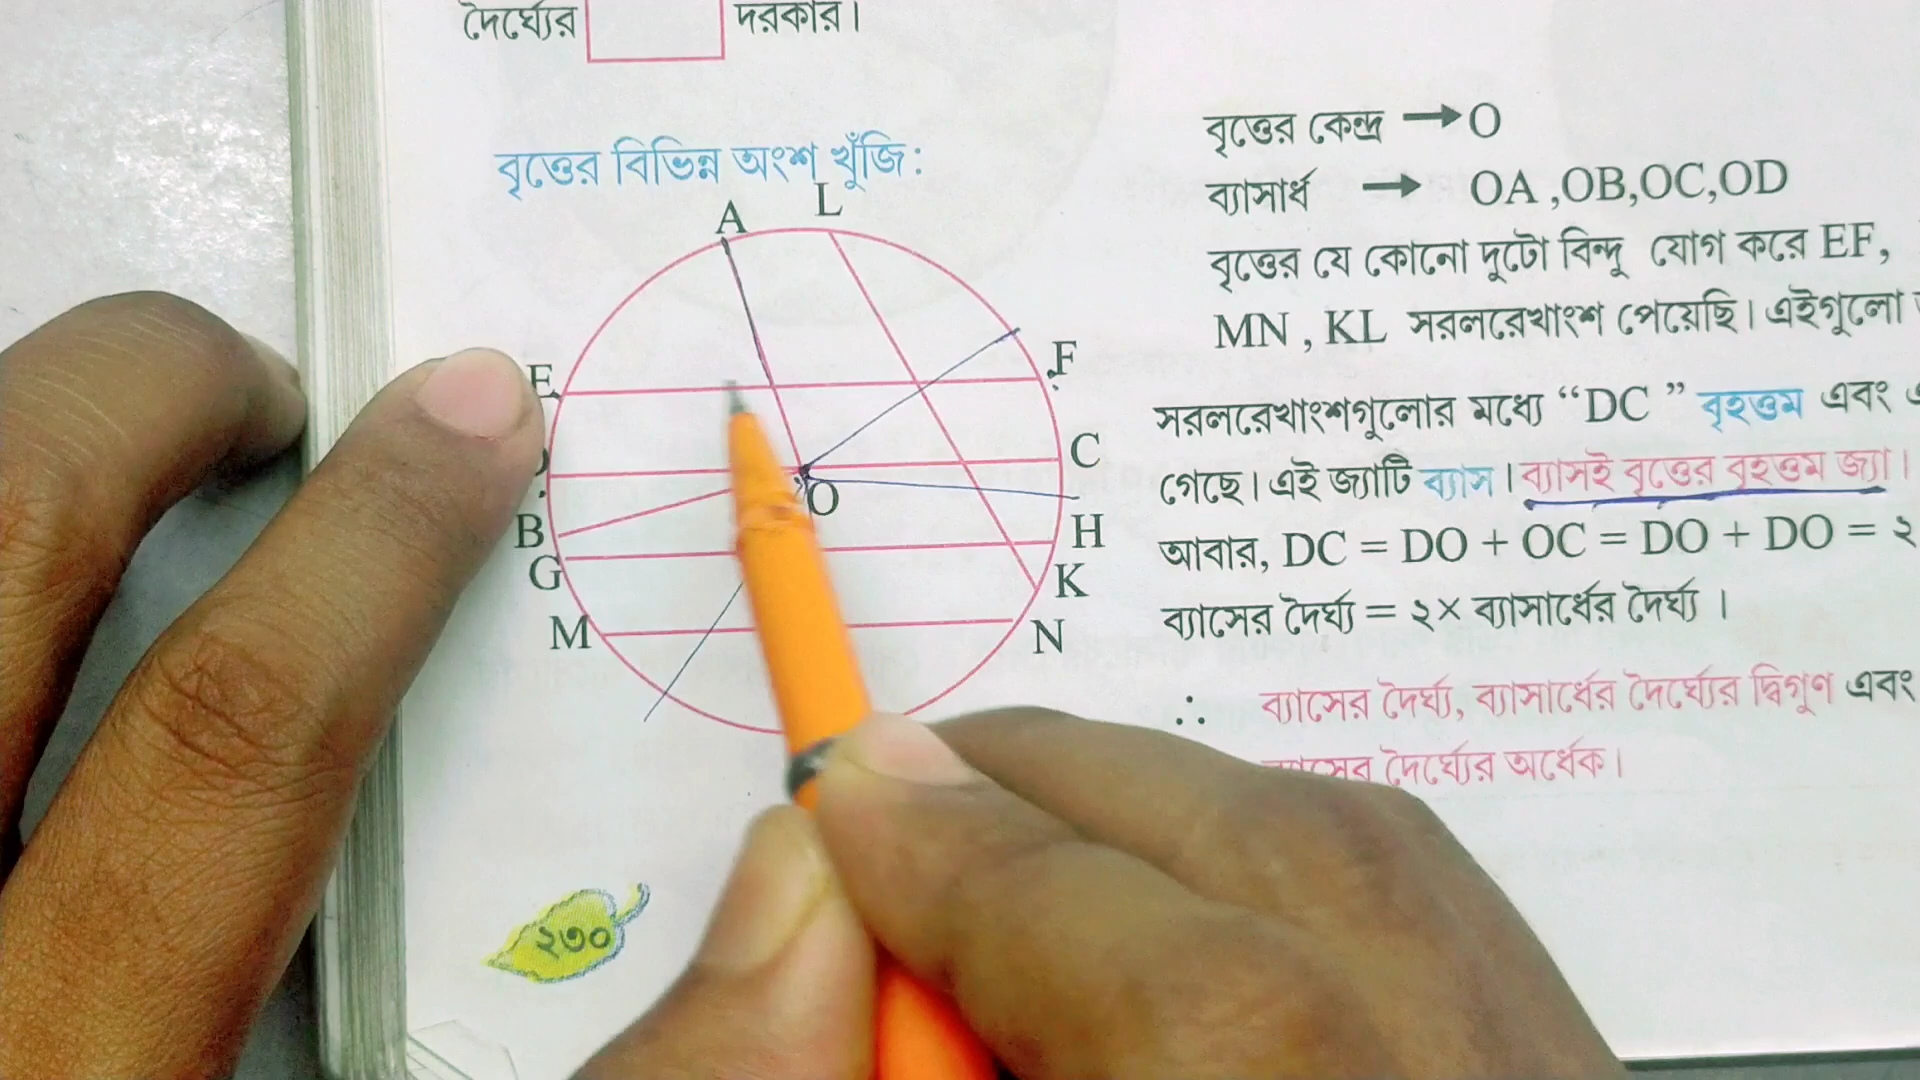 দৈর্ঘ্যের দরকার।
বৃত্তের বিভিন্ন অংশ খুঁজি:
A
L
E
F
C
O
B
H
G
K
M
N
২৩০
বৃত্তের কেন্দ্র → O
ব্যাসার্ধ → OA ,OB,OC,OD
বৃত্তের যে কোনো দুটো বিন্দু যোগ করে EF,
MN , KL সরলরেখাংশ পেয়েছি। এইগুলো
সরলরেখাংশগুলোর মধ্যে “DC ” বৃহত্তম এবং
গেছে। এই জ্যাটি ব্যাস। ব্যাসই বৃত্তের বৃহত্তম জ্যা।
আবার, DC = DO + OC = DO + DO = ২
ব্যাসের দৈর্ঘ্য = ২× ব্যাসার্ধের দৈর্ঘ্য ।
∴ ব্যাসের দৈর্ঘ্য, ব্যাসার্ধের দৈর্ঘ্যের দ্বিগুণ এবং
ব্যাসের দৈর্ঘ্যের অর্ধেক।